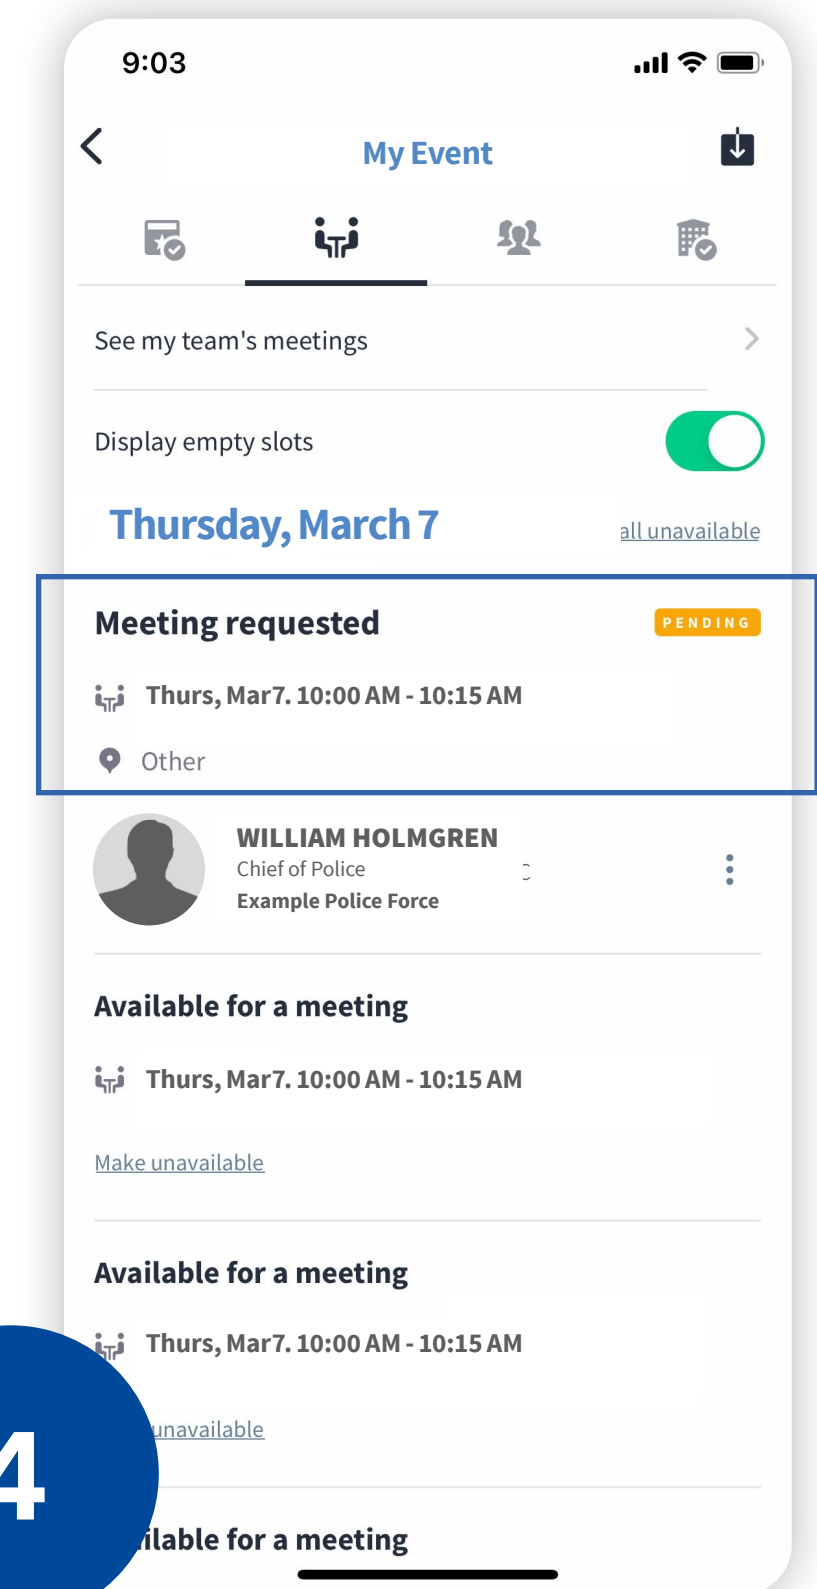 9:03
My Event
See my team's meetings
Display empty slots
Thursday, March 7
all unavailable
Meeting requested
PENDING
Thurs, Mar7. 10:00 AM - 10:15 AM
Other
WILLIAM HOLMGREN
Chief of Police
Example Police Force
Available for a meeting
Thurs, Mar7. 10:00 AM - 10:15 AM
Make unavailable
Available for a meeting
Thurs, Mar7. 10:00 AM - 10:15 AM
unavailable
4
ilable for a meeting